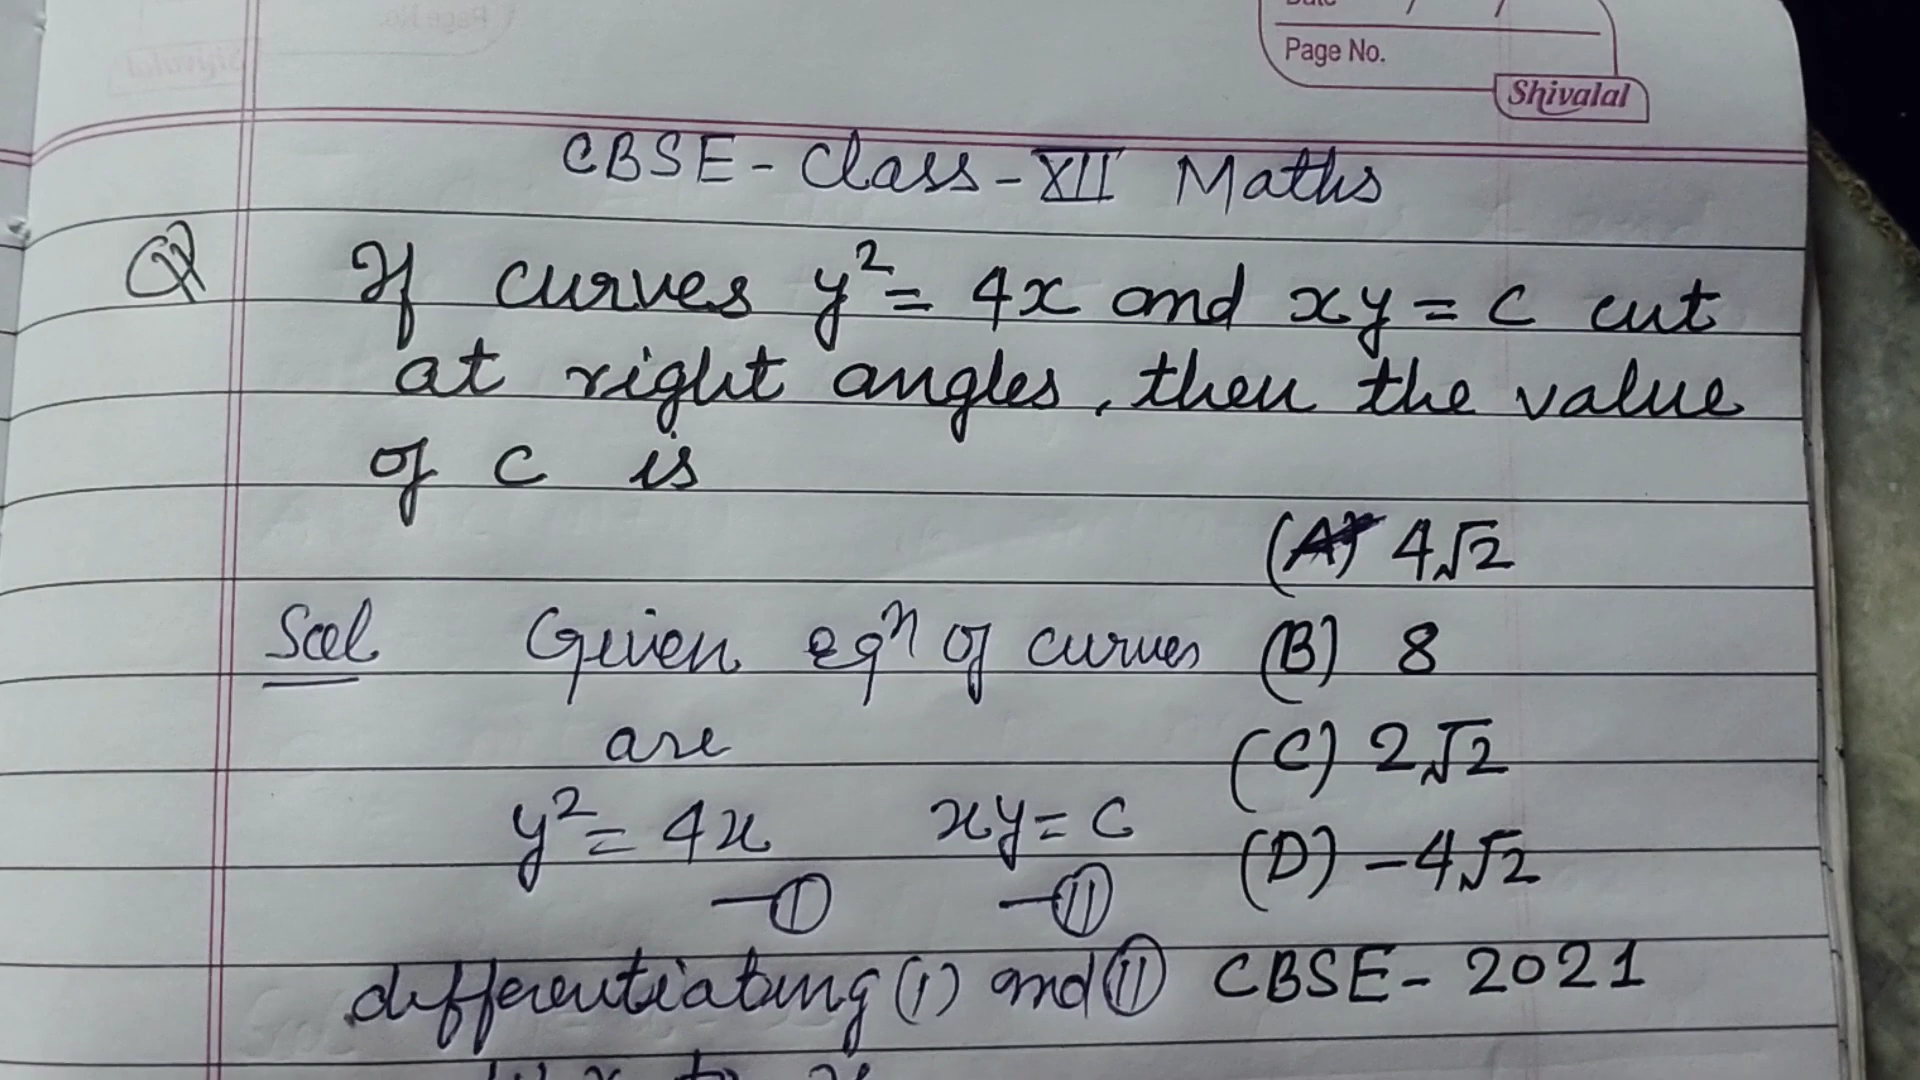 Date / /
Page No.
Shivalal
CBSE - Class - XII Maths
Q If curves y² = 4x and xy = c cut
at right angles, then the value
of c is
(A) 4√2
Sol Given eqⁿ of curves (B) 8
are (C) 2√2
y² = 4x xy = c
(D) -4√2
—(I) —(II)
differentiating (I) and (II) CBSE - 2021